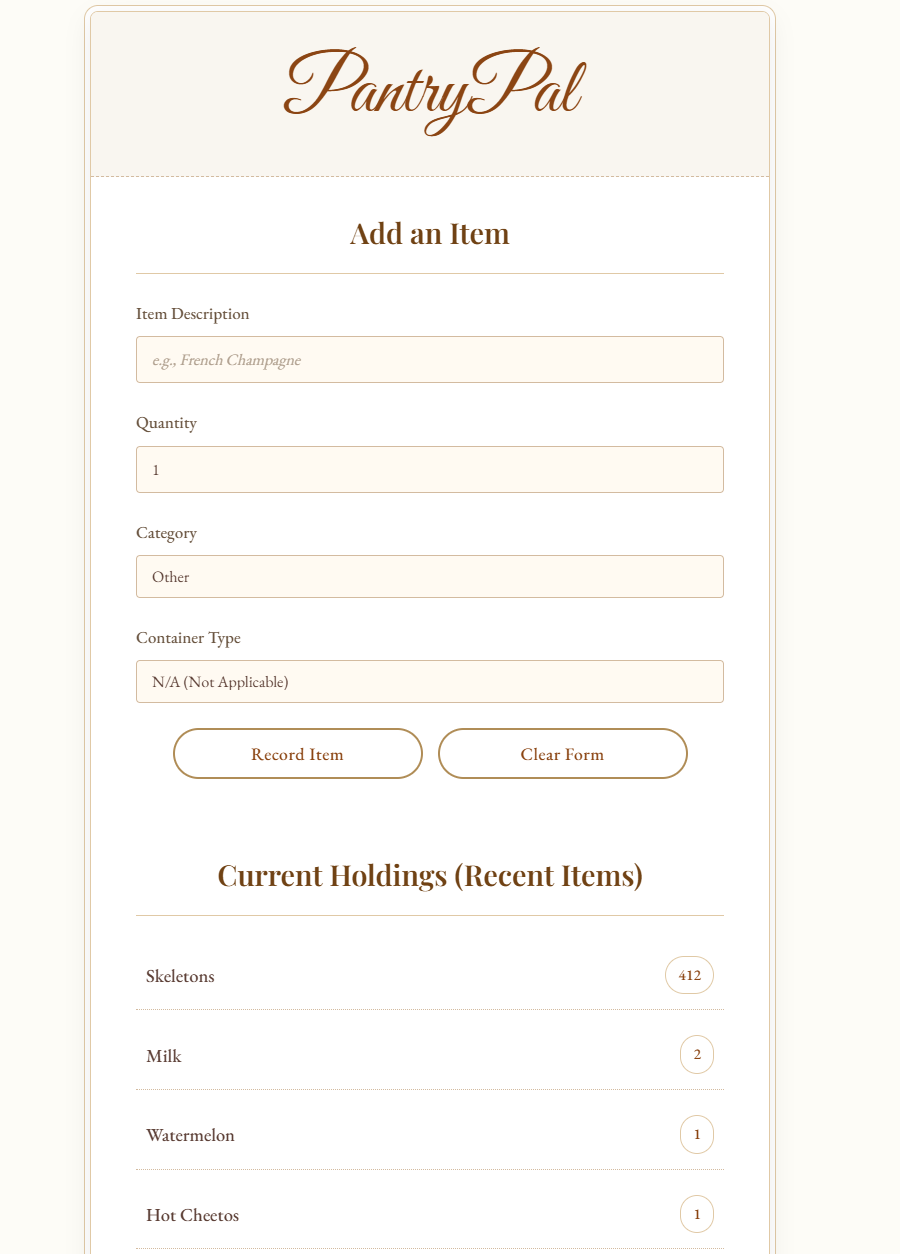 PantryPal
Add an Item
Item Description
e.g., French Champagne
Quantity
1
Category
Other
Container Type
N/A (Not Applicable)
Record Item Clear Form
Current Holdings (Recent Items)
Skeletons 412
Milk 2
Watermelon 1
Hot Cheetos 1